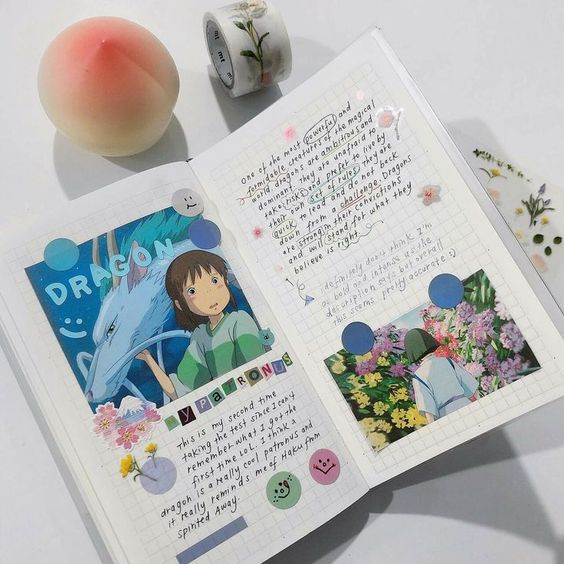 mt
DRAGON
MY PATRONUS
This is my second time
taking the test since I can't
remember what I got the
first time LOL. I think a
dragon is a really cool patronus and
it really reminds me of Haku from
Spirited Away.
One of the most powerful and
formidable creatures of the magical
world, dragons are ambitious and
dominant. They are unafraid to
take risks and prefer to live by
their own set of rules. They are
quick to lead and do not back
down from a challenge. Dragons
are strong in their convictions
and will stand for what they
believe is right.
I definitely don't think I'm
as bold and intense as the
description says but overall
this seems pretty accurate :)